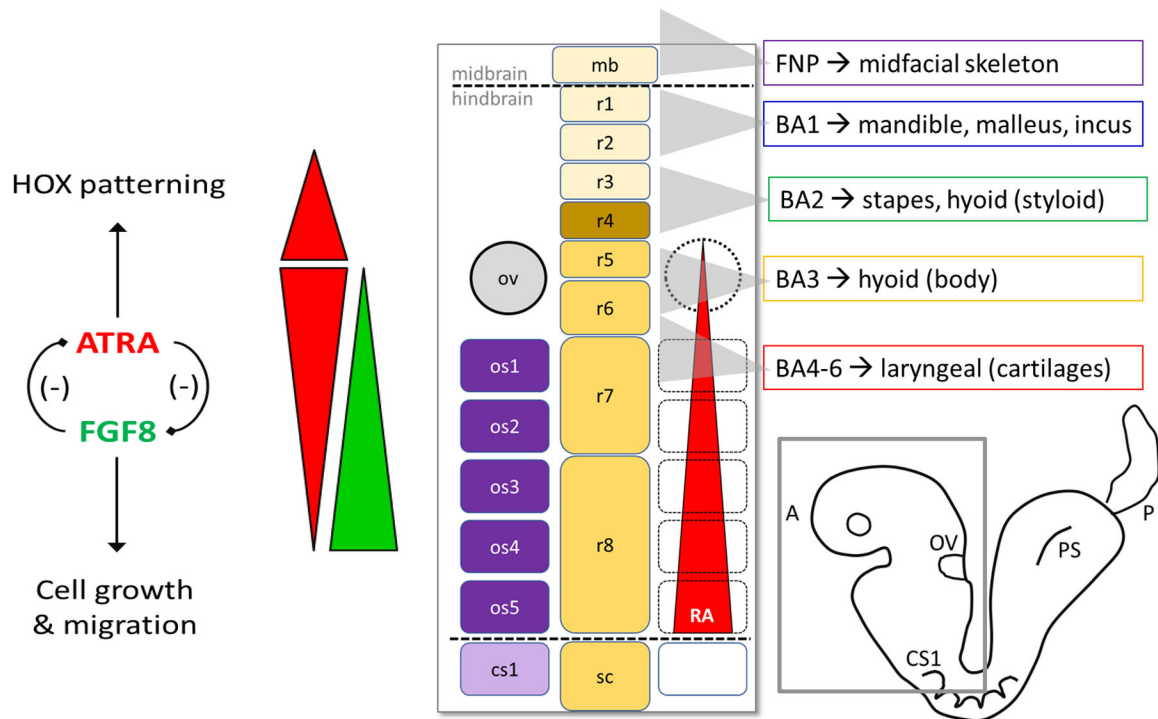 HOX patterning
ATRA
(-)
(-)
FGF8
Cell growth
& migration
midbrain
hindbrain
mb
r1
r2
r3
r4
r5
r6
r7
r8
sc
ov
os1
os2
os3
os4
os5
cs1
RA
FNP → midfacial skeleton
BA1 → mandible, malleus, incus
BA2 → stapes, hyoid (styloid)
BA3 → hyoid (body)
BA4-6 → laryngeal (cartilages)
A
OV
PS
P
CS1